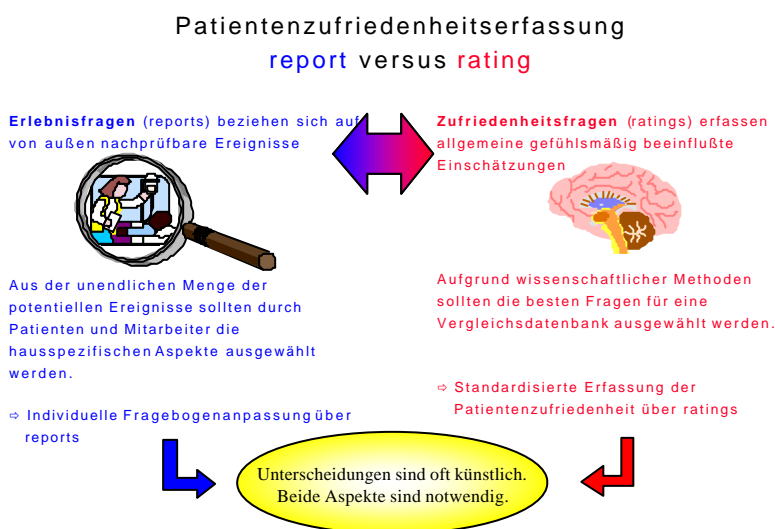 Patientenzufriedenheitserfassung
report versus rating
Erlebnisfragen (reports) beziehen sich auf
von außen nachprüfbare Ereignisse
Aus der unendlichen Menge der
potentiellen Ereignisse sollten durch
Patienten und Mitarbeiter die
hausspezifischen Aspekte ausgewählt
werden.
⇨ Individuelle Fragebogenanpassung über
reports
Zufriedenheitsfragen (ratings) erfassen
allgemeine gefühlsmäßig beeinflußte
Einschätzungen
Aufgrund wissenschaftlicher Methoden
sollten die besten Fragen für eine
Vergleichsdatenbank ausgewählt werden.
⇨ Standardisierte Erfassung der
Patientenzufriedenheit über ratings
Unterscheidungen sind oft künstlich.
Beide Aspekte sind notwendig.